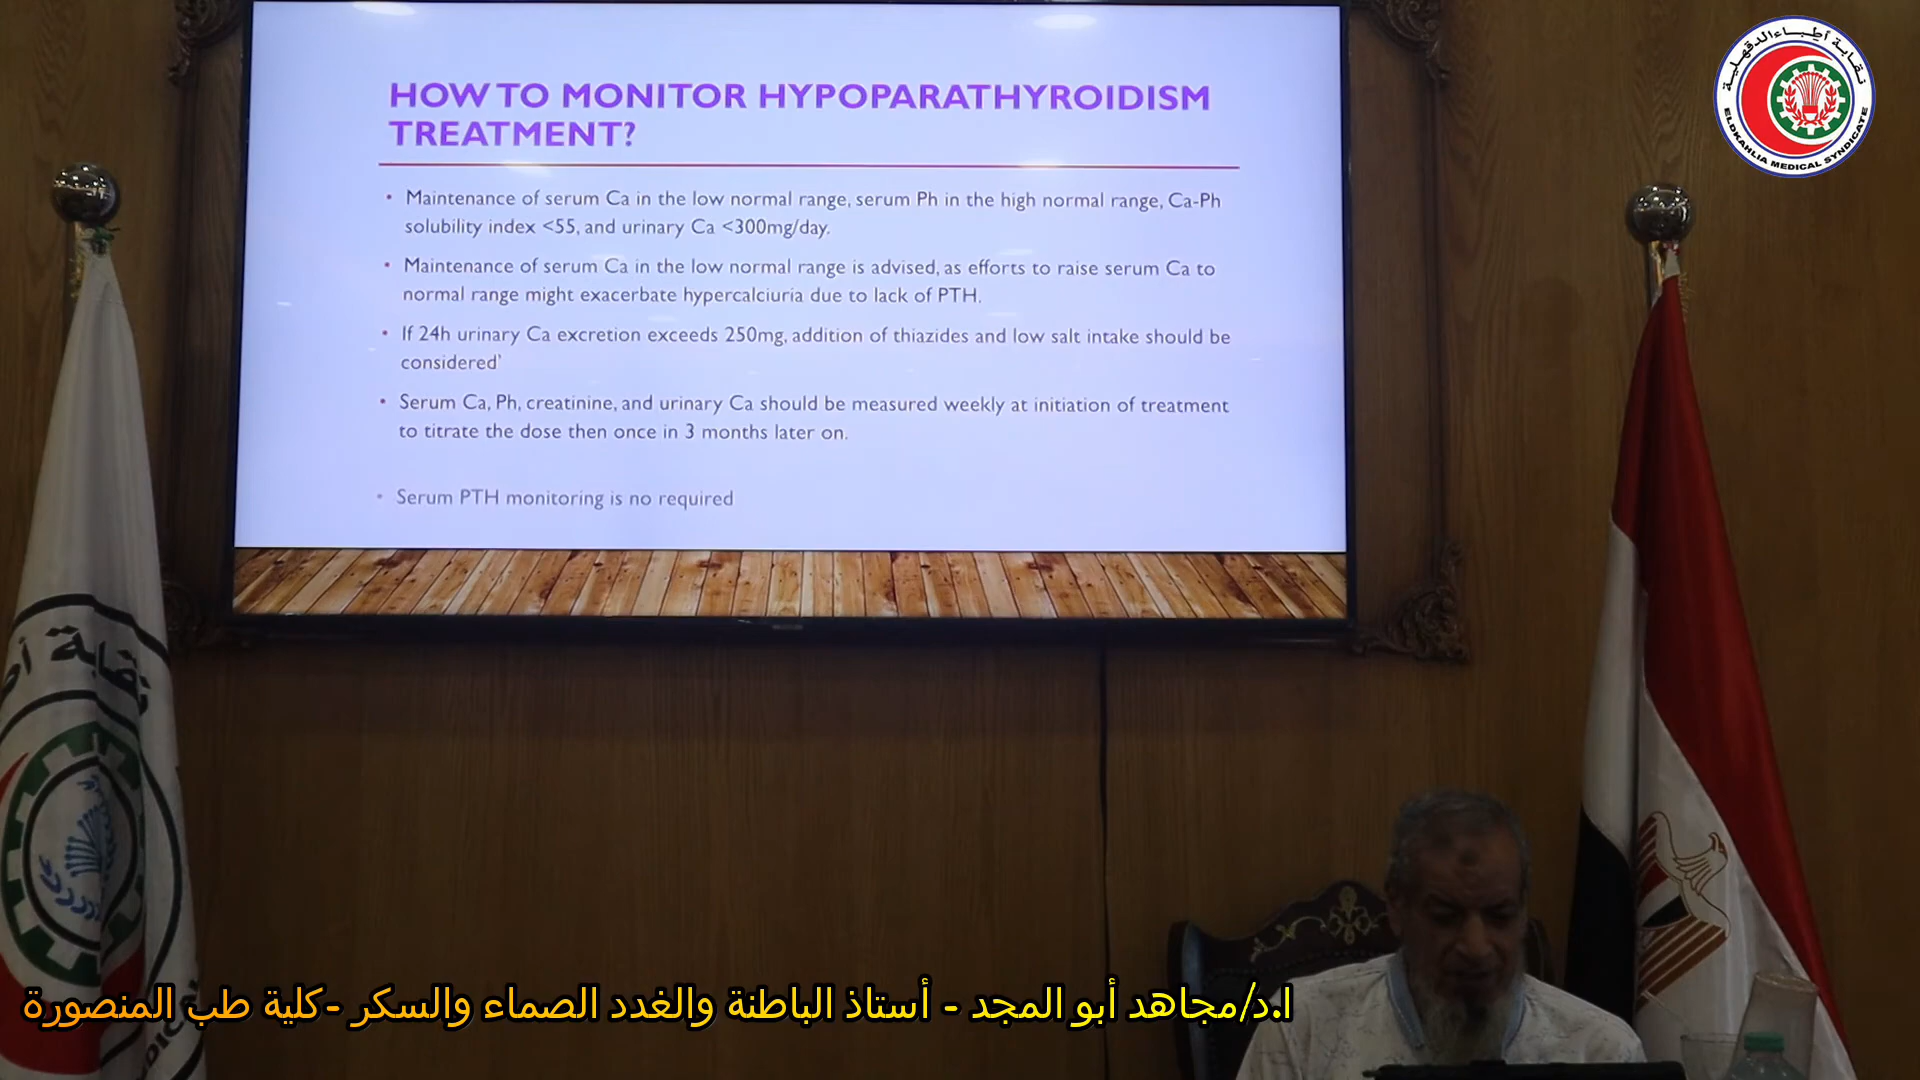 HOW TO MONITOR HYPOPARATHYROIDISM
TREATMENT?
• Maintenance of serum Ca in the low normal range, serum Ph in the high normal range, Ca-Ph
solubility index <55, and urinary Ca <300mg/day.
• Maintenance of serum Ca in the low normal range is advised, as efforts to raise serum Ca to
normal range might exacerbate hypercalciuria due to lack of PTH.
• If 24h urinary Ca excretion exceeds 250mg, addition of thiazides and low salt intake should be
considered'
• Serum Ca, Ph, creatinine, and urinary Ca should be measured weekly at initiation of treatment
to titrate the dose then once in 3 months later on.
• Serum PTH monitoring is no required
نقابة أطباء الدقهلية
ELDKAHLIA MEDICAL SYNDICATE
نقابة
ا.د/مجاهد أبو المجد - أستاذ الباطنة والغدد الصماء والسكر -كلية طب المنصورة